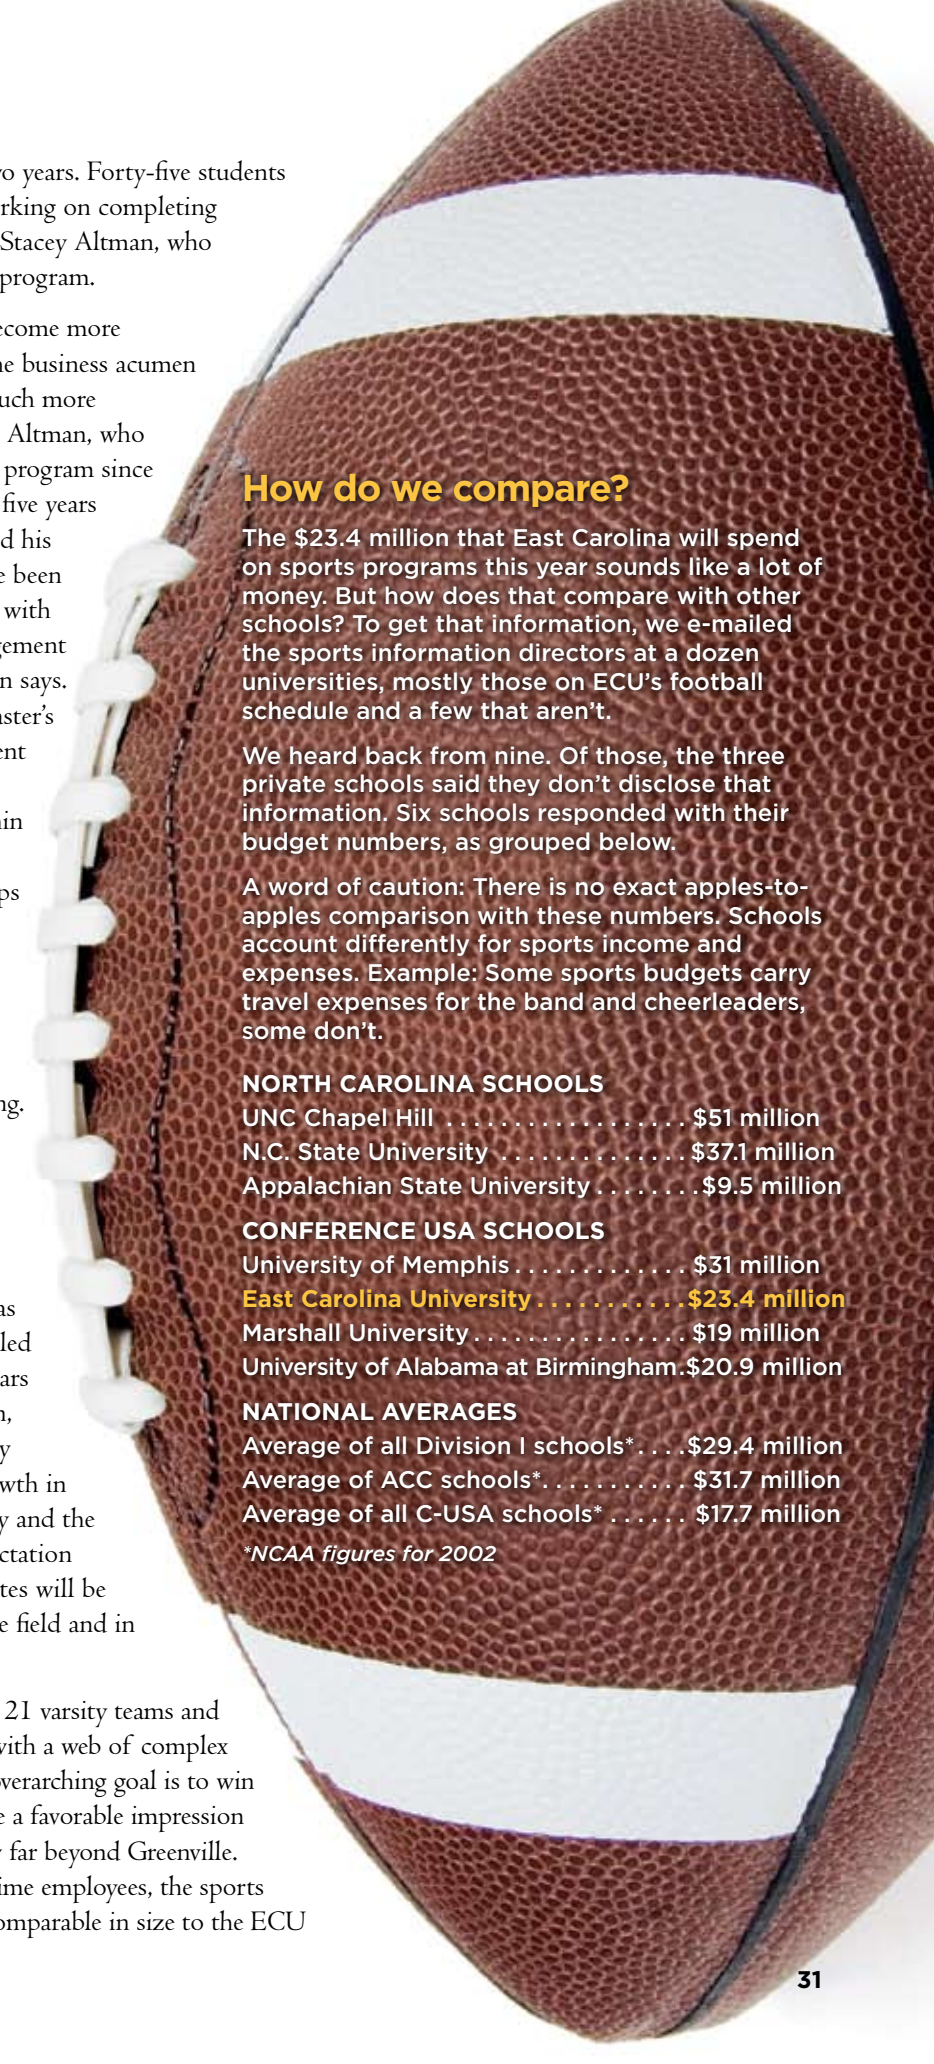 vo years. Forty-five students
rking on completing
Stacey Altman, who
program.
ecome more
ne business acumen
uch more
Altman, who
program since
five years
d his
e been
with
gement
n says.
aster's
ent
nin
ps
ng.
as
led
ars
n,
y
wth in
y and the
ctation
tes will be
e field and in
21 varsity teams and
with a web of complex
verarching goal is to win
e a favorable impression
y far beyond Greenville.
ime employees, the sports
omparable in size to the ECU
How do we compare?
The $23.4 million that East Carolina will spend
on sports programs this year sounds like a lot of
money. But how does that compare with other
schools? To get that information, we e-mailed
the sports information directors at a dozen
universities, mostly those on ECU's football
schedule and a few that aren't.
We heard back from nine. Of those, the three
private schools said they don't disclose that
information. Six schools responded with their
budget numbers, as grouped below.
A word of caution: There is no exact apples-to-
apples comparison with these numbers. Schools
account differently for sports income and
expenses. Example: Some sports budgets carry
travel expenses for the band and cheerleaders,
some don't.
NORTH CAROLINA SCHOOLS
UNC Chapel Hill . . . . . . . . . . . . . . . . . . $51 million
N.C. State University . . . . . . . . . . . . . . $37.1 million
Appalachian State University . . . . . . . . $9.5 million
CONFERENCE USA SCHOOLS
University of Memphis . . . . . . . . . . . . . $31 million
East Carolina University . . . . . . . . . . . $23.4 million
Marshall University . . . . . . . . . . . . . . . . $19 million
University of Alabama at Birmingham . $20.9 million
NATIONAL AVERAGES
Average of all Division I schools* . . . . $29.4 million
Average of ACC schools* . . . . . . . . . . . $31.7 million
Average of all C-USA schools* . . . . . . $17.7 million
*NCAA figures for 2002
31